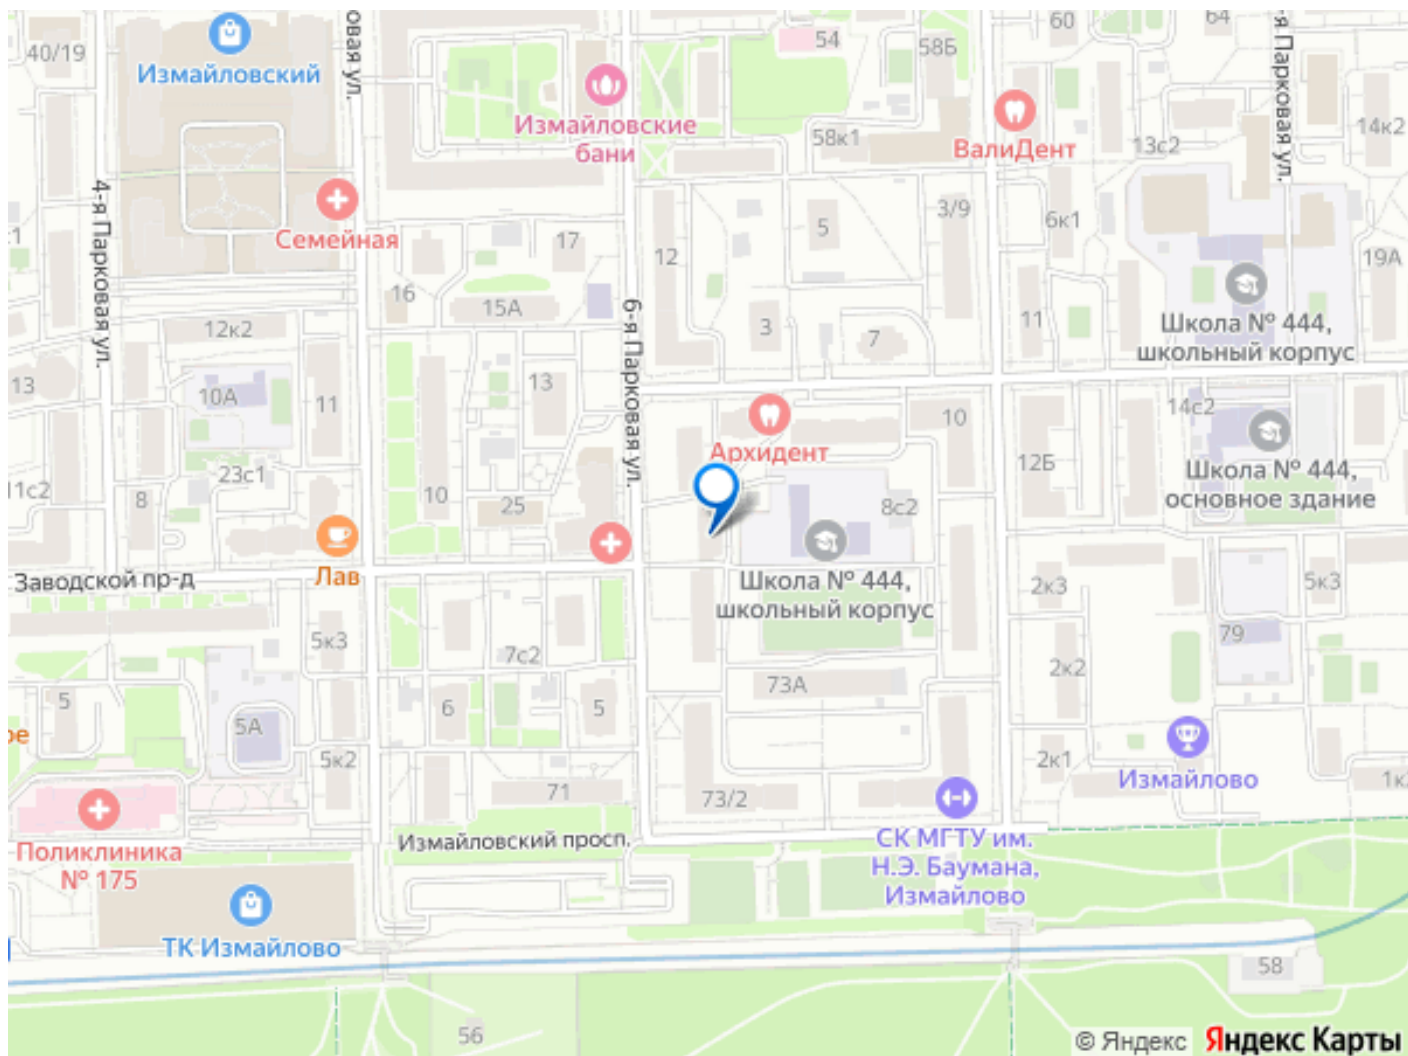 40/19
Измайловский
овая ул.
54
58Б
60
64
-я Парковая ул.
Измайловские
бани
58к1
ВалиДент
13с2
14к2
4-я Парковая ул.
Семейная
17
12
5
3/9
6к1
19А
16
15А
6-я Парковая ул.
12к2
3
7
11
Школа № 444,
школьный корпус
13
10А
11
13
14с2
10
Архидент
12Б
Школа № 444,
основное здание
11с2
8
23с1
10
25
8с2
Заводской пр-д
Лав
Школа № 444,
школьный корпус
2к3
5к3
5к3
7с2
79
2к2
73А
5
5А
6
5
5к2
2к1
Измайлово
71
73/2
1к
Поликлиника
№ 175
Измайловский просп.
СК МГТУ им.
Н.Э. Баумана,
Измайлово
ТК Измайлово
58
56
© Яндекс Яндекс Карты